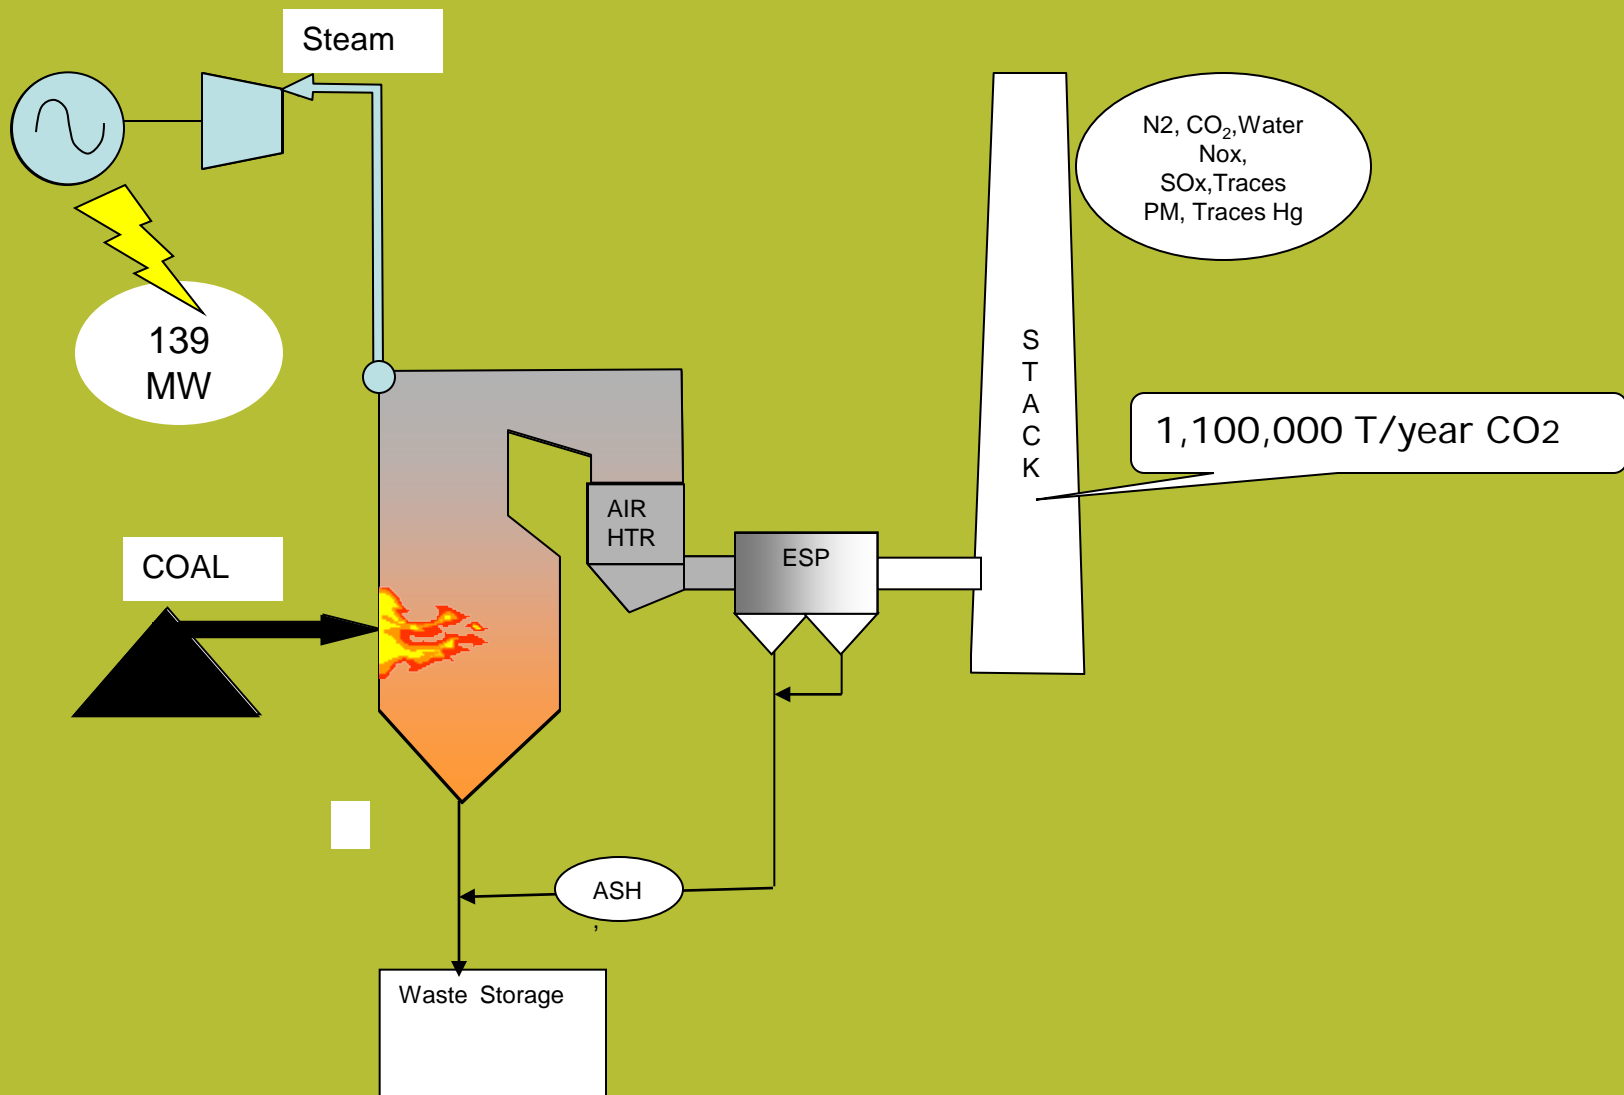 Steam
N2, CO₂,Water
Nox,
SOx,Traces
PM, Traces Hg
139
MW
S
T
A
C
K
1,100,000 T/year CO2
AIR
HTR
ESP
COAL
ASH
,
Waste Storage